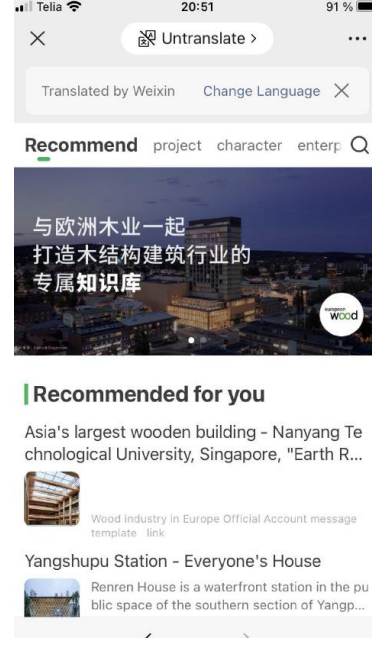 Telia 20:51 91 %
Untranslate >
Translated by Weixin Change Language
Recommend project character enterp
与欧洲木业一起
打造木结构建筑行业的
专属知识库
european
wood
Recommended for you
Asia's largest wooden building - Nanyang Te
chnological University, Singapore, "Earth R...
Wood Industry in Europe Official Account message
template link
Yangshupu Station - Everyone's House
Renren House is a waterfront station in the pu
blic space of the southern section of Yangp...